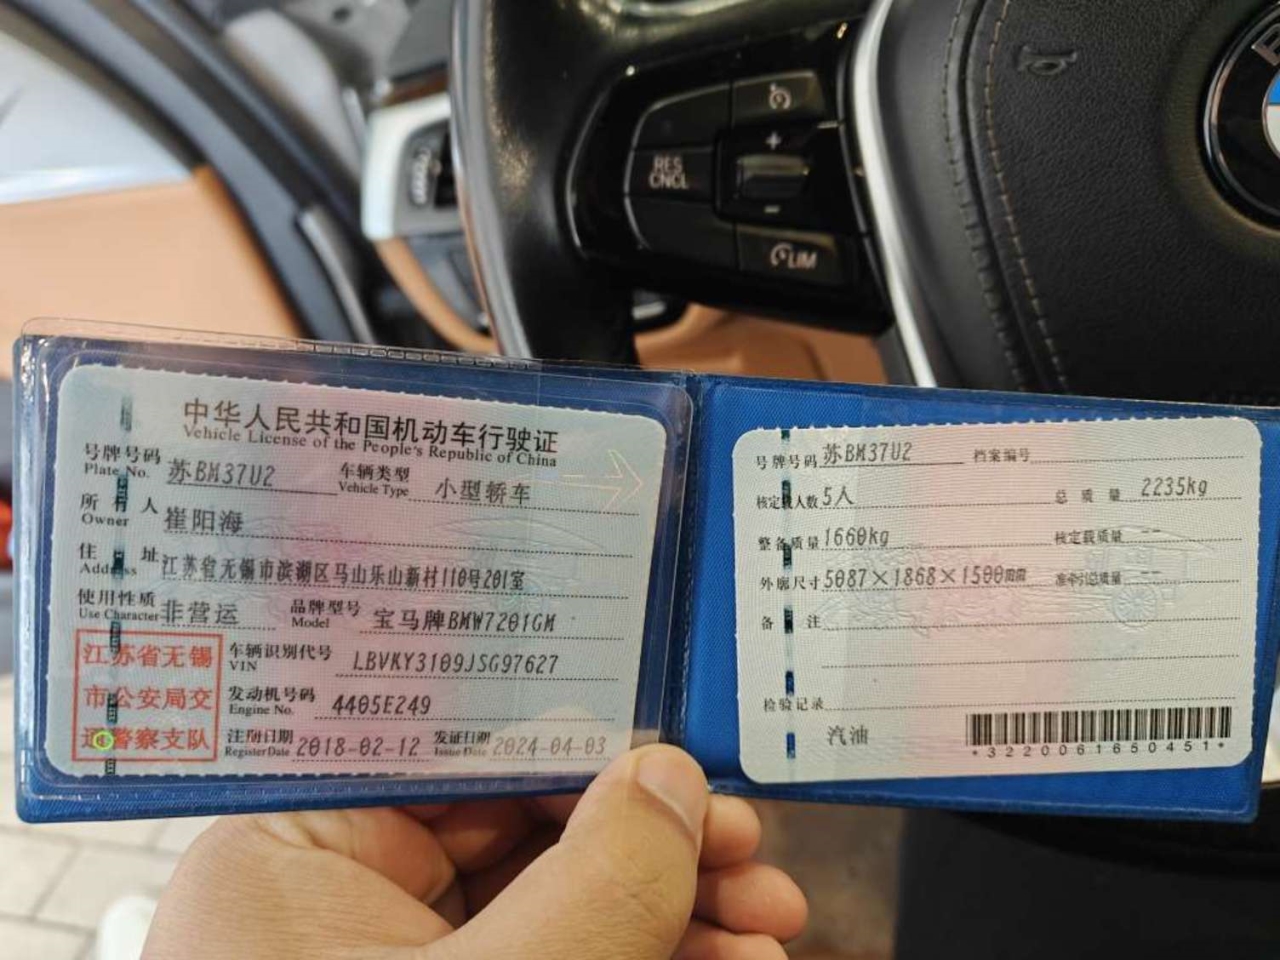 RES
CNCL
+
−
LIM
中华人民共和国机动车行驶证
Vehicle License of the People's Republic of China
号牌号码 苏BM37U2 车辆类型 小型轿车
Plate No. Vehicle Type
所有人 崔阳海
Owner
住址 江苏省无锡市滨湖区马山乐山新村110号201室
Address
使用性质 非营运 品牌型号 宝马牌BMW7201GM
Use Character Model
江苏省无锡
市公安局交
通警察支队
车辆识别代号 LBVKY3109JSG97627
VIN
发动机号码 4405E249
Engine No.
注册日期 2018-02-12 发证日期 2024-04-03
Register Date Issue Date
号牌号码 苏BM37U2 档案编号
核定载人数 5人 总质量 2235kg
整备质量 1660kg 核定载质量 --
外廓尺寸 5087×1868×1500mm 准牵引总质量 --
备注
检验记录
汽油
*3220061650451*